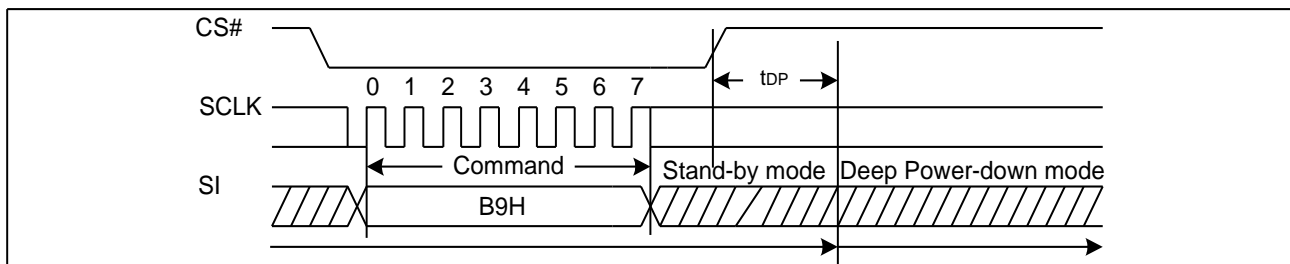 CS#
tDP
0 1 2 3 4 5 6 7
SCLK
Command
Stand-by mode Deep Power-down mode
SI
B9H